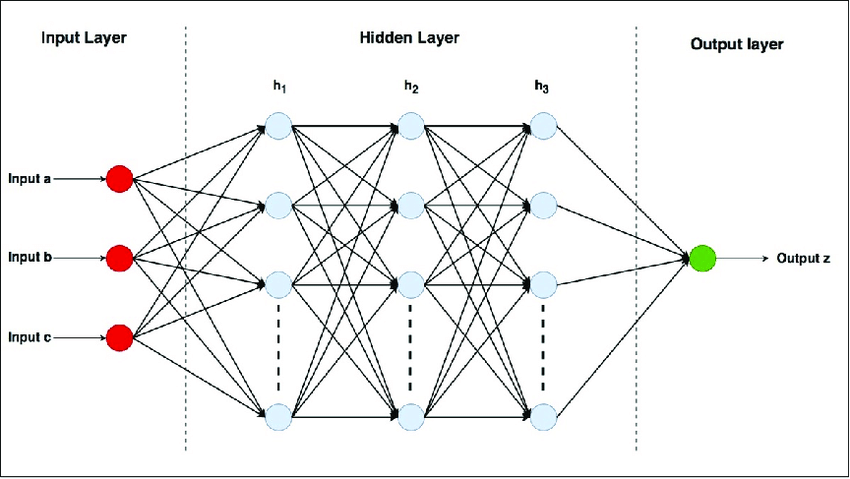 Input Layer
Hidden Layer
Output layer
h1
h2
h3
Input a
Input b
Output z
Input c